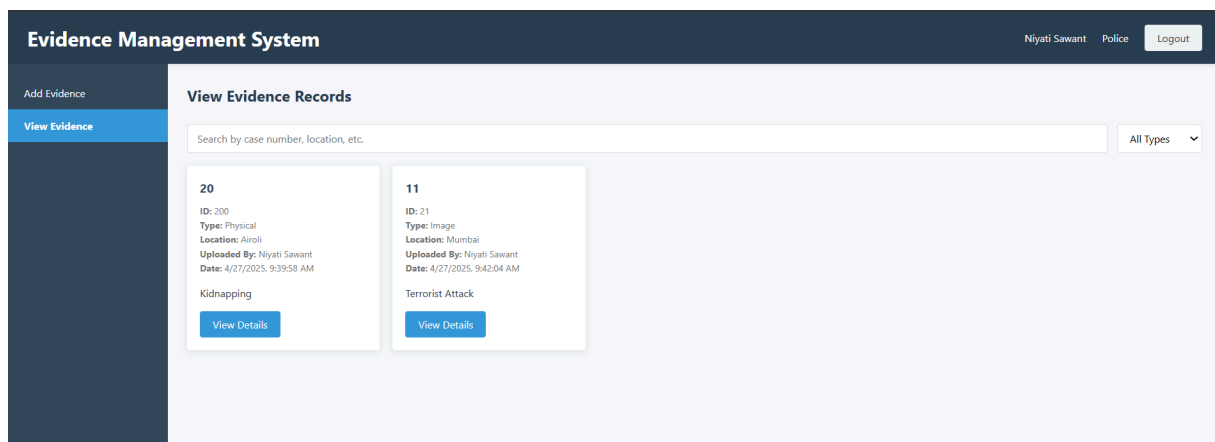 Evidence Management System
Niyati Sawant Police Logout
Add Evidence
View Evidence
View Evidence Records
Search by case number, location, etc.
All Types
20
ID: 200
Type: Physical
Location: Airoli
Uploaded By: Niyati Sawant
Date: 4/27/2025, 9:39:58 AM
Kidnapping
View Details
11
ID: 21
Type: Image
Location: Mumbai
Uploaded By: Niyati Sawant
Date: 4/27/2025, 9:42:04 AM
Terrorist Attack
View Details